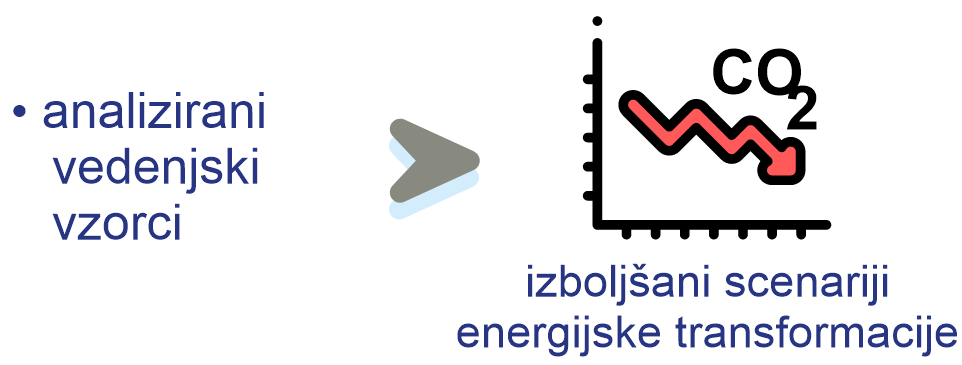 • analizirani
vedenjski
vzorci
CO2
izboljšani scenariji
energijske transformacije